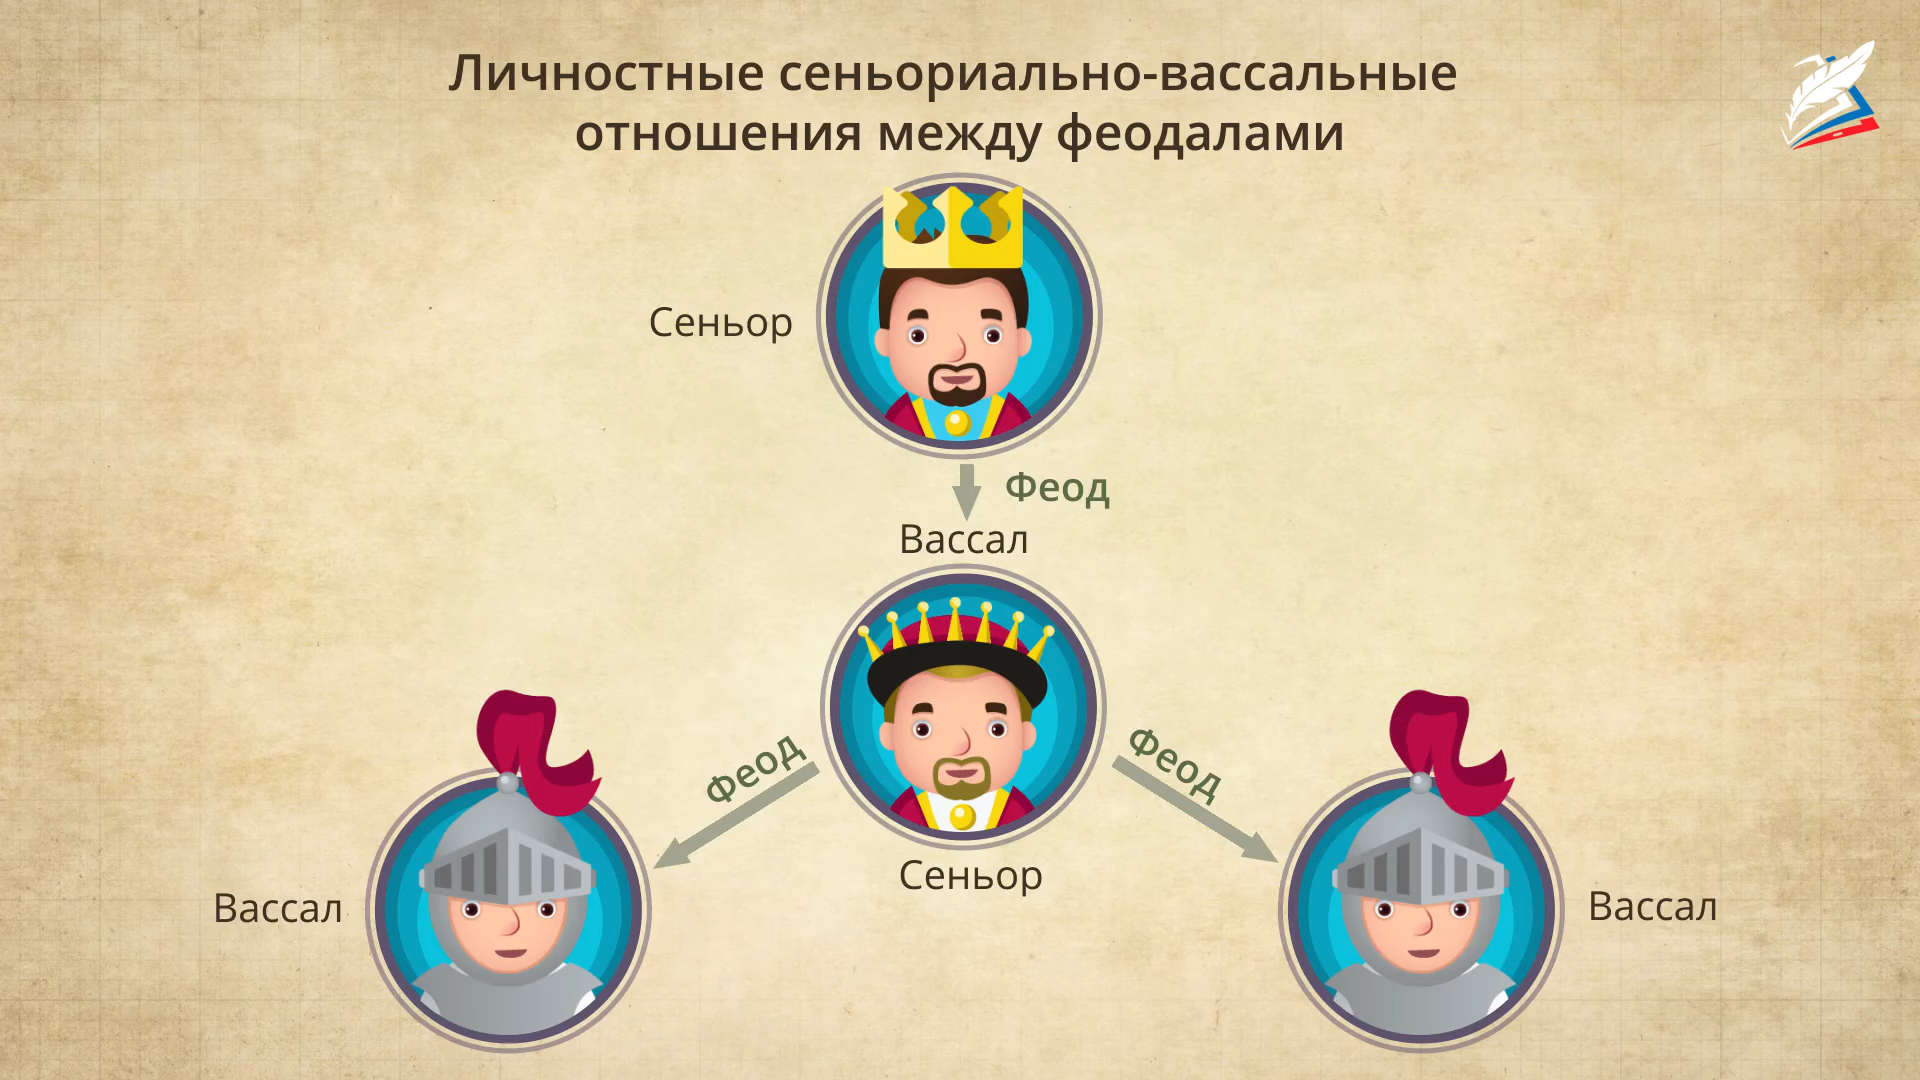 Личностные сеньориально-вассальные
отношения между феодалами
Сеньор
Феод
Вассал
Феод
Феод
Сеньор
Вассал
Вассал